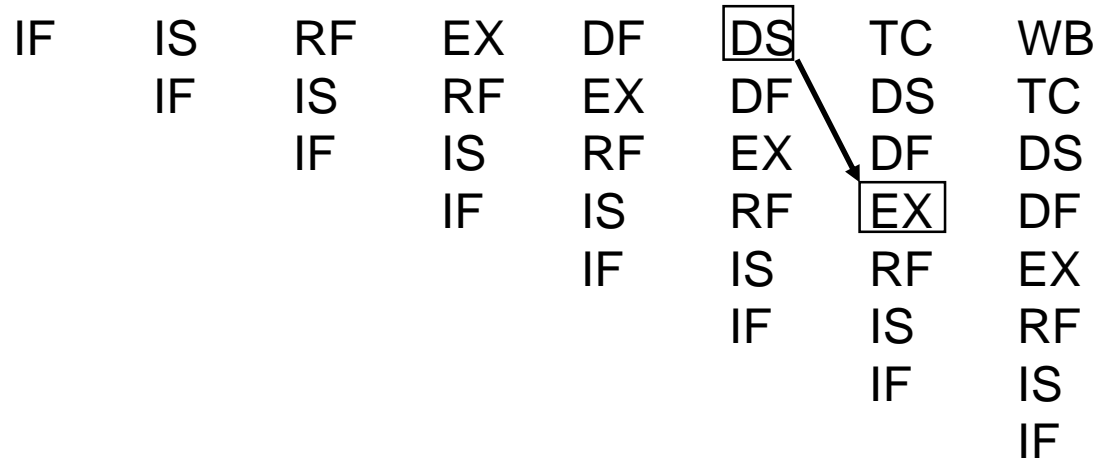 IF IS RF EX DF DS TC WB
IF IS RF EX DF DS TC
IF IS RF EX DF DS
IF IS RF EX DF
IF IS RF EX
IF IS RF
IF IS
IF